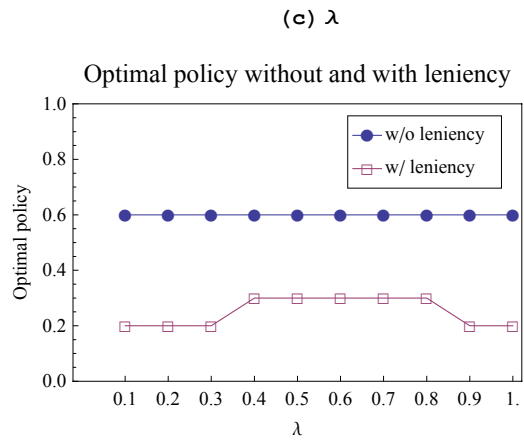 (c) λ
Optimal policy without and with leniency
1.0
0.8
0.6
0.4
0.2
0.0
Optimal policy
w/o leniency
w/ leniency
0.1 0.2 0.3 0.4 0.5 0.6 0.7 0.8 0.9 1.
λ